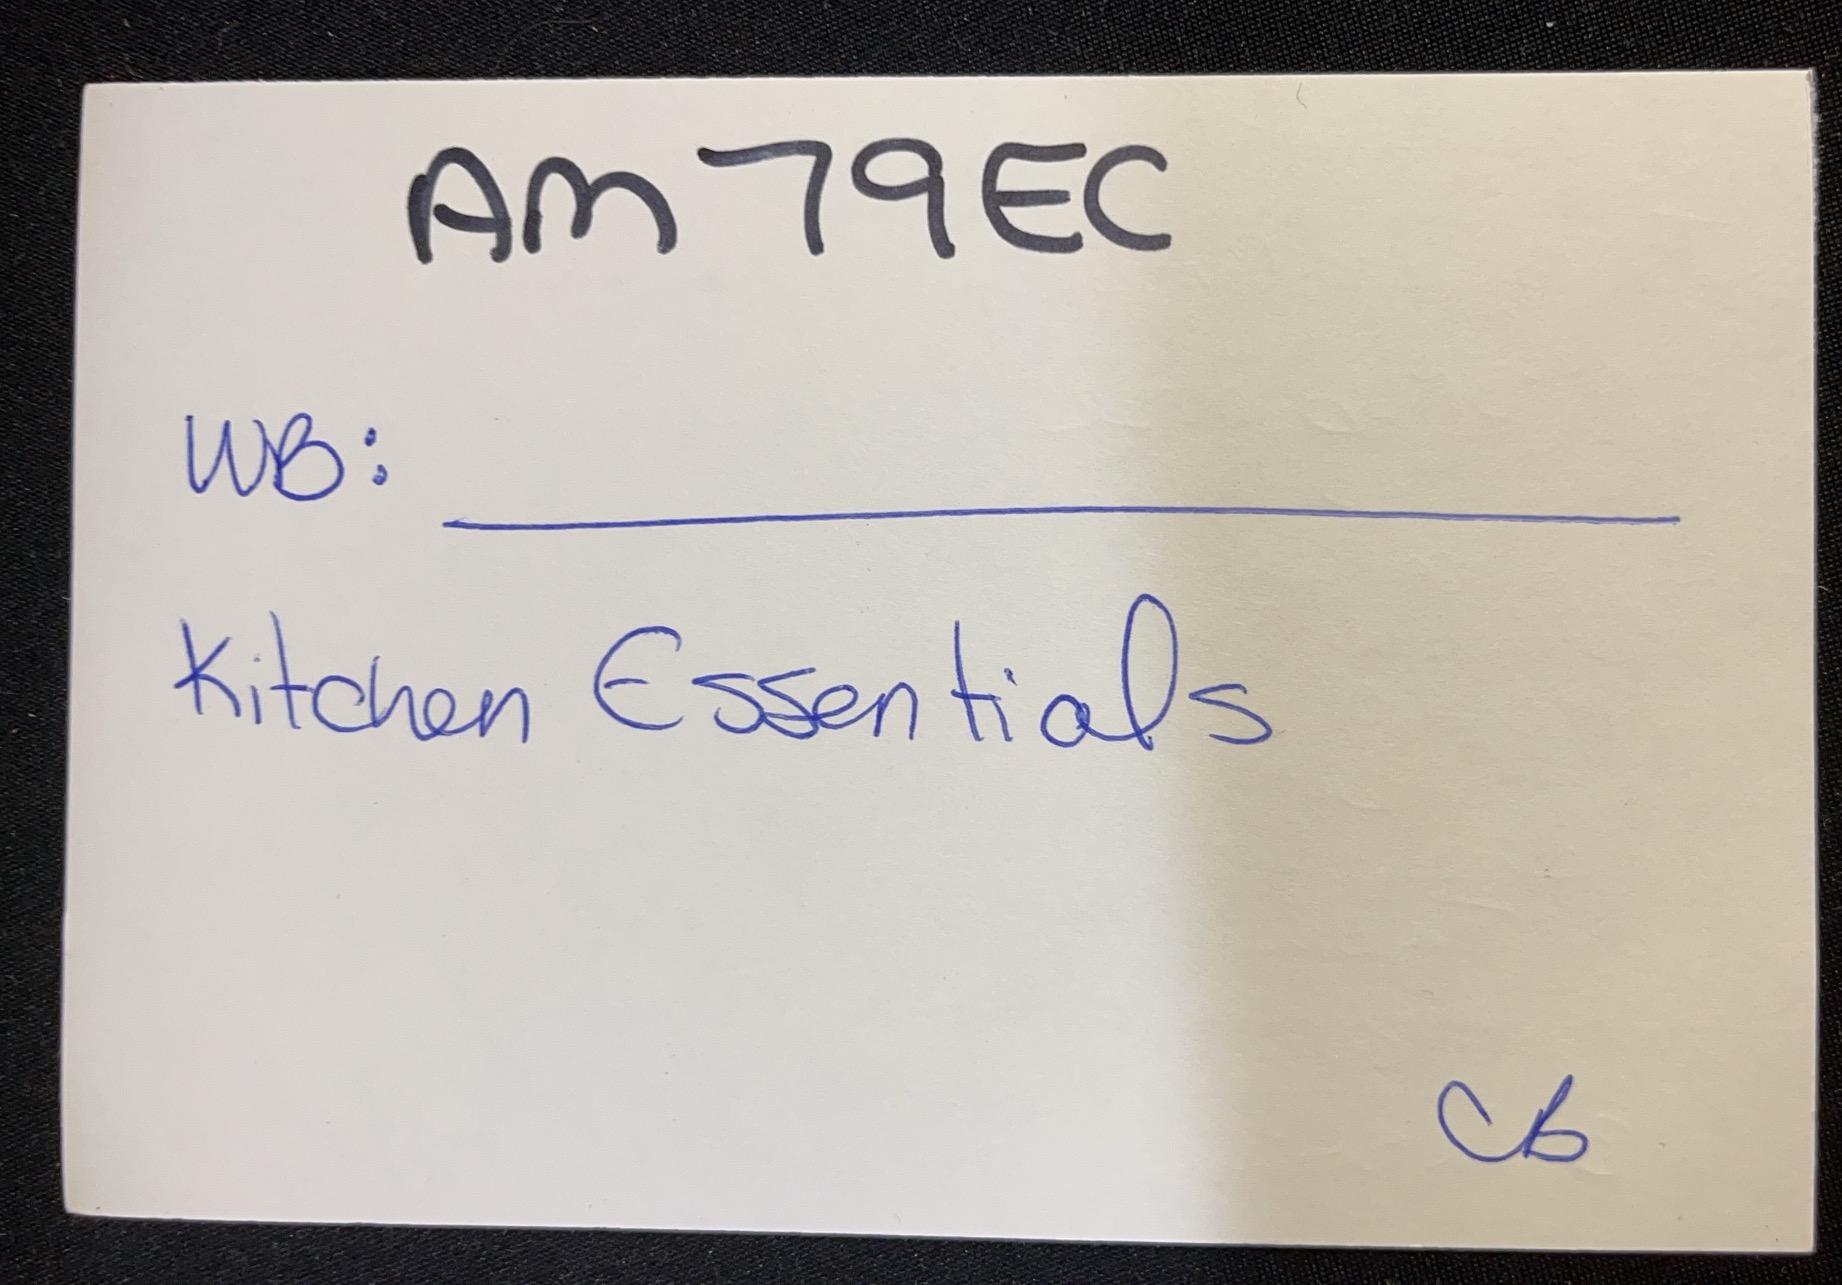 AM79EC
WB:
Kitchen Essentials
CB